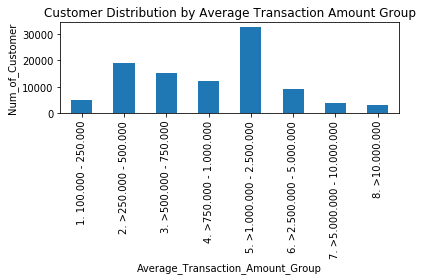 Customer Distribution by Average Transaction Amount Group
Num_of_Customer
30000
20000
10000
0
1. 100.000 - 250.000
2. >250.000 - 500.000
3. >500.000 - 750.000
4. >750.000 - 1.000.000
5. >1.000.000 - 2.500.000
6. >2.500.000 - 5.000.000
7. >5.000.000 - 10.000.000
8. >10.000.000
Average_Transaction_Amount_Group